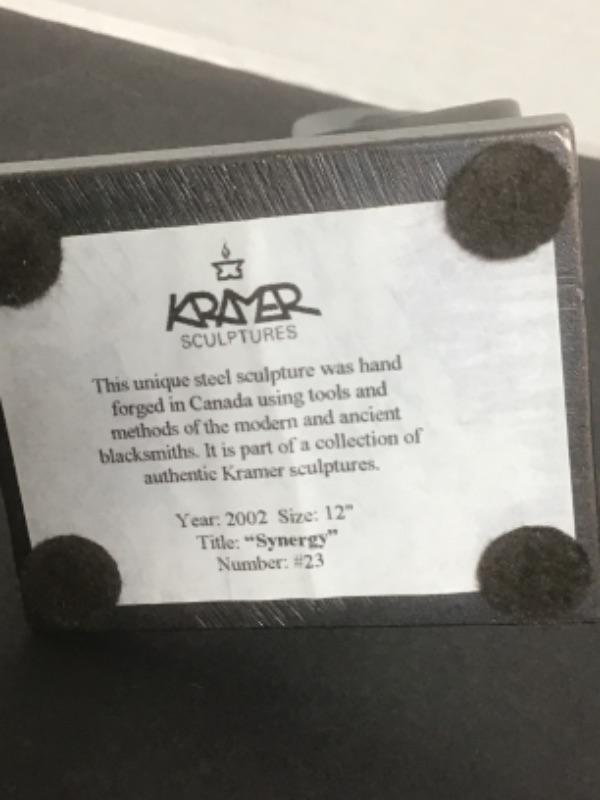 KRAMER
SCULPTURES
This unique steel sculpture was hand
forged in Canada using tools and
methods of the modern and ancient
blacksmiths. It is part of a collection of
authentic Kramer sculptures.
Year: 2002 Size: 12"
Title: “Synergy”
Number: #23